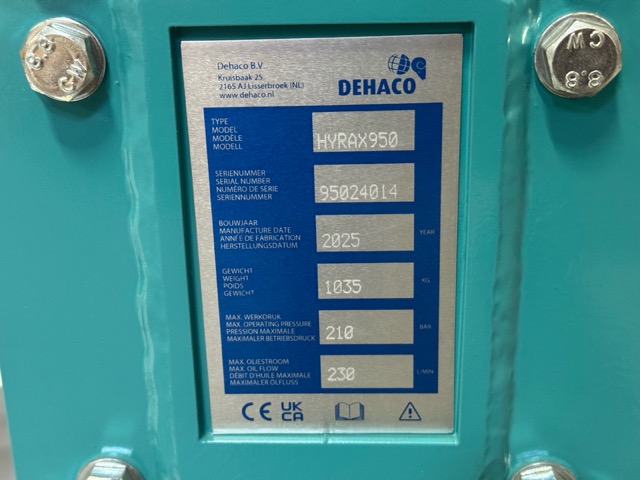 Dehaco B.V.
Kruisbaak 25
2165 AJ Lisserbroek (NL)
www.dehaco.nl
DEHACO
TYPE
MODEL
MODÈLE
MODELL
HYRAX950
SERIENUMMER
SERIAL NUMBER
NUMÉRO DE SÉRIE
SERIENNUMMER
95024014
BOUWJAAR
MANUFACTURE DATE
ANNÉE DE FABRICATION
HERSTELLUNGSDATUM
2025
YEAR
GEWICHT
WEIGHT
POIDS
GEWICHT
1035
KG
MAX. WERKDRUK
MAX. OPERATING PRESSURE
PRESSION MAXIMALE
MAXIMALER BETRIEBSDRUCK
210
BAR
MAX. OLIESTROOM
MAX. OIL FLOW
DÉBIT D'HUILE MAXIMALE
MAXIMALER ÖLFLUSS
230
L/MIN
CE
UK
CA
8.8
CW
8.8
CW